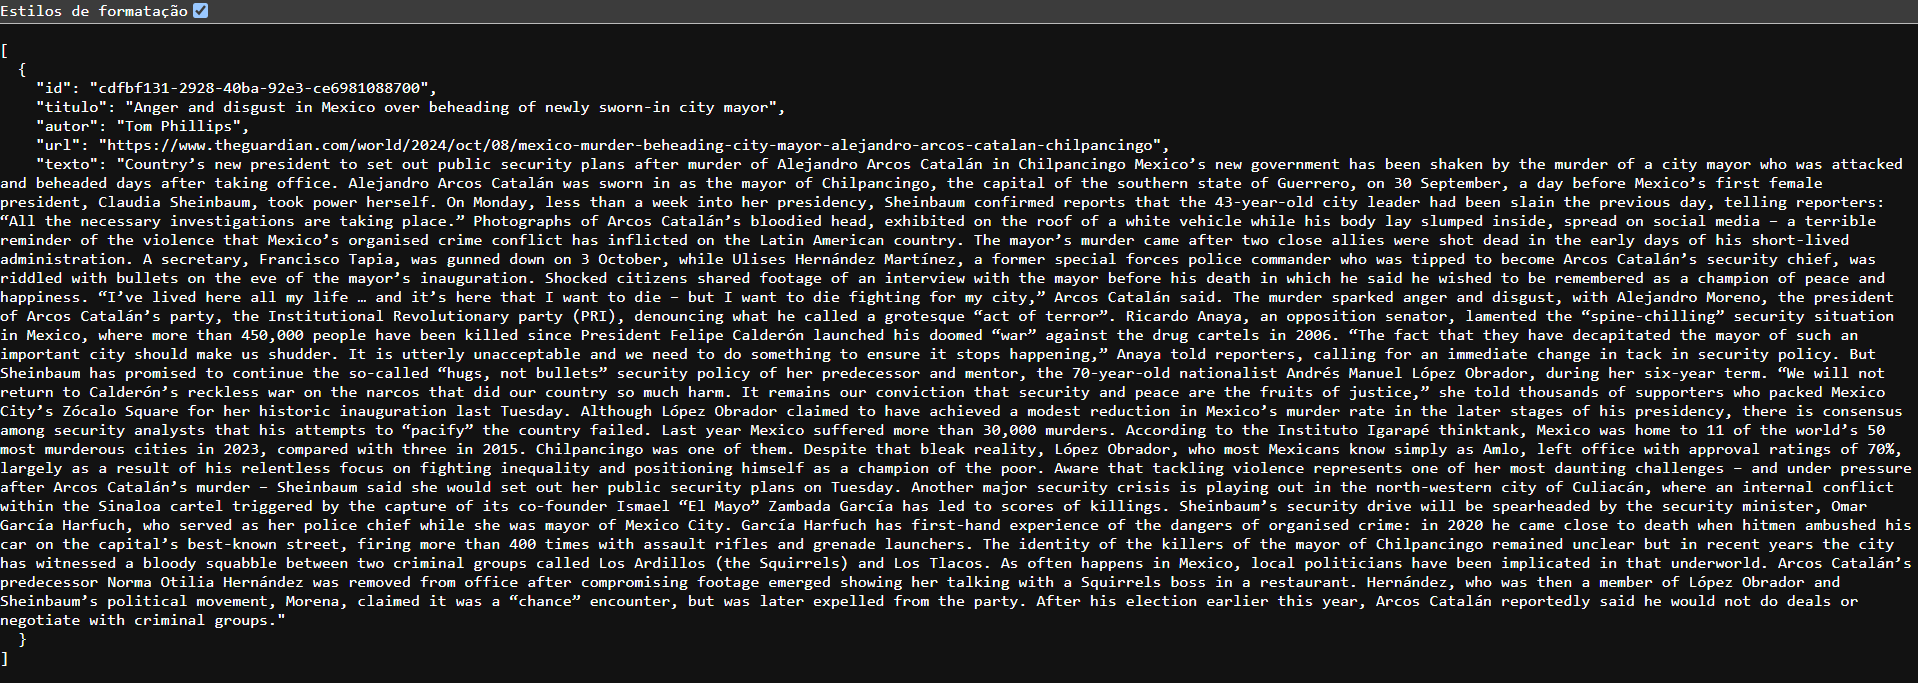 Estilos de formatação
[
  {
    "id": "cdfbf131-2928-40ba-92e3-ce6981088700",
    "titulo": "Anger and disgust in Mexico over beheading of newly sworn-in city mayor",
    "autor": "Tom Phillips",
    "url": "https://www.theguardian.com/world/2024/oct/08/mexico-murder-beheading-city-mayor-alejandro-arcos-catalan-chilpancingo",
    "texto": "Country’s new president to set out public security plans after murder of Alejandro Arcos Catalán in Chilpancingo Mexico’s new government has been shaken by the murder of a city mayor who was attacked
and beheaded days after taking office. Alejandro Arcos Catalán was sworn in as the mayor of Chilpancingo, the capital of the southern state of Guerrero, on 30 September, a day before Mexico’s first female
president, Claudia Sheinbaum, took power herself. On Monday, less than a week into her presidency, Sheinbaum confirmed reports that the 43-year-old city leader had been slain the previous day, telling reporters:
“All the necessary investigations are taking place.” Photographs of Arcos Catalán’s bloodied head, exhibited on the roof of a white vehicle while his body lay slumped inside, spread on social media – a terrible
reminder of the violence that Mexico’s organised crime conflict has inflicted on the Latin American country. The mayor’s murder came after two close allies were shot dead in the early days of his short-lived
administration. A secretary, Francisco Tapia, was gunned down on 3 October, while Ulises Hernández Martínez, a former special forces police commander who was tipped to become Arcos Catalán’s security chief, was
riddled with bullets on the eve of the mayor’s inauguration. Shocked citizens shared footage of an interview with the mayor before his death in which he said he wished to be remembered as a champion of peace and
happiness. “I’ve lived here all my life … and it’s here that I want to die – but I want to die fighting for my city,” Arcos Catalán said. The murder sparked anger and disgust, with Alejandro Moreno, the president
of Arcos Catalán’s party, the Institutional Revolutionary party (PRI), denouncing what he called a grotesque “act of terror”. Ricardo Anaya, an opposition senator, lamented the “spine-chilling” security situation
in Mexico, where more than 450,000 people have been killed since President Felipe Calderón launched his doomed “war” against the drug cartels in 2006. “The fact that they have decapitated the mayor of such an
important city should make us shudder. It is utterly unacceptable and we need to do something to ensure it stops happening,” Anaya told reporters, calling for an immediate change in tack in security policy. But
Sheinbaum has promised to continue the so-called “hugs, not bullets” security policy of her predecessor and mentor, the 70-year-old nationalist Andrés Manuel López Obrador, during her six-year term. “We will not
return to Calderón’s reckless war on the narcos that did our country so much harm. It remains our conviction that security and peace are the fruits of justice,” she told thousands of supporters who packed Mexico
City’s Zócalo Square for her historic inauguration last Tuesday. Although López Obrador claimed to have achieved a modest reduction in Mexico’s murder rate in the later stages of his presidency, there is consensus
among security analysts that his attempts to “pacify” the country failed. Last year Mexico suffered more than 30,000 murders. According to the Instituto Igarapé thinktank, Mexico was home to 11 of the world’s 50
most murderous cities in 2023, compared with three in 2015. Chilpancingo was one of them. Despite that bleak reality, López Obrador, who most Mexicans know simply as Amlo, left office with approval ratings of 70%,
largely as a result of his relentless focus on fighting inequality and positioning himself as a champion of the poor. Aware that tackling violence represents one of her most daunting challenges – and under pressure
after Arcos Catalán’s murder – Sheinbaum said she would set out her public security plans on Tuesday. Another major security crisis is playing out in the north-western city of Culiacán, where an internal conflict
within the Sinaloa cartel triggered by the capture of its co-founder Ismael “El Mayo” Zambada García has led to scores of killings. Sheinbaum’s security drive will be spearheaded by the security minister, Omar
García Harfuch, who served as her police chief while she was mayor of Mexico City. García Harfuch has first-hand experience of the dangers of organised crime: in 2020 he came close to death when hitmen ambushed his
car on the capital’s best-known street, firing more than 400 times with assault rifles and grenade launchers. The identity of the killers of the mayor of Chilpancingo remained unclear but in recent years the city
has witnessed a bloody squabble between two criminal groups called Los Ardillos (the Squirrels) and Los Tlacos. As often happens in Mexico, local politicians have been implicated in that underworld. Arcos Catalán’s
predecessor Norma Otilia Hernández was removed from office after compromising footage emerged showing her talking with a Squirrels boss in a restaurant. Hernández, who was then a member of López Obrador and
Sheinbaum’s political movement, Morena, claimed it was a “chance” encounter, but was later expelled from the party. After his election earlier this year, Arcos Catalán reportedly said he would not do deals or
negotiate with criminal groups."
  }
]